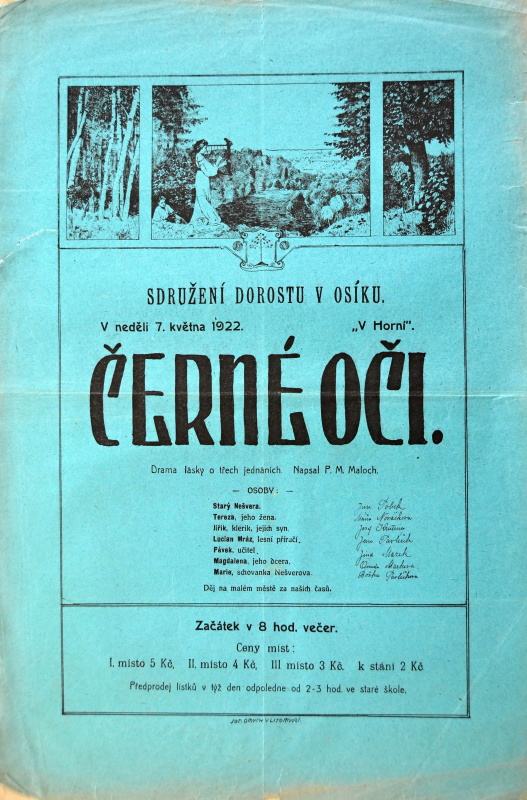 SDRUŽENÍ DOROSTU V OSÍKU.
V neděli 7. května 1922. „V Horní".
ČERNÉ OČI.
Drama lásky o třech jednáních. Napsal P. M. Maloch.
— OSOBY: —
Starý Nešvera.
Tereza, jeho žena.
Jiřík, klerik, jejich syn.
Lucian Mráz, lesní příručí,
Pávek, učitel, Marek
Magdalena, jeho dcera.
Marie, schovanka Nešverova.
Děj na malém městě za našich časů.
Začátek v 8 hod. večer.
Ceny míst:
I. místo 5 Kč, II. místo 4 Kč, III místo 3 Kč. k stání 2 Kč
Předprodej lístků v týž den odpoledne od 2-3 hod. ve staré škole.